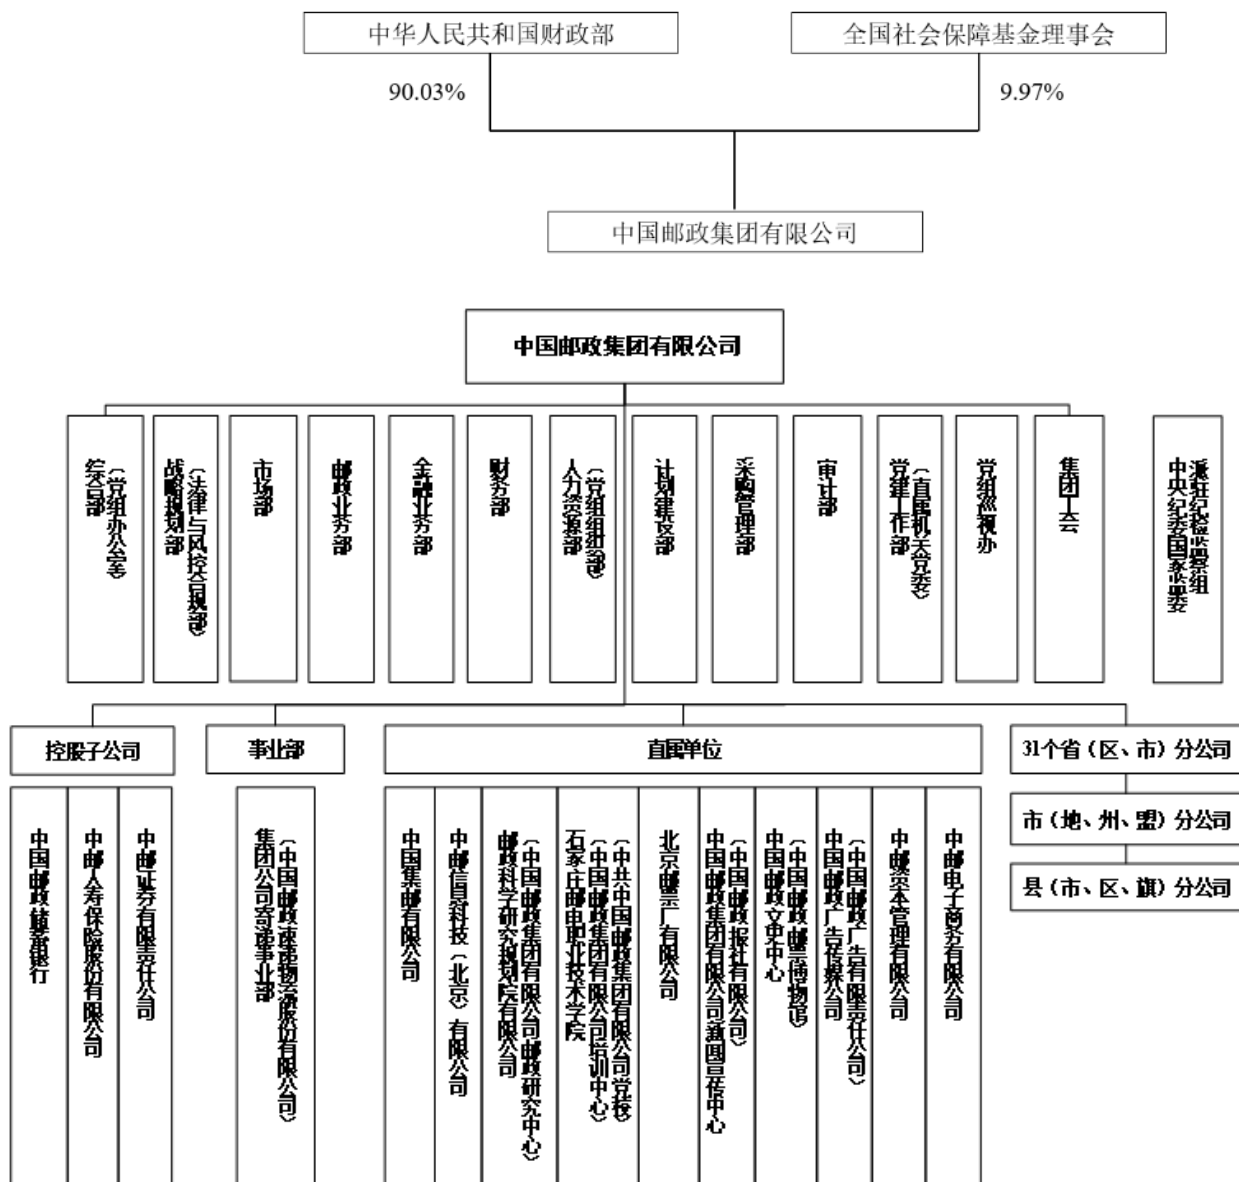 中华人民共和国财政部
全国社会保障基金理事会
90.03%
9.97%
中国邮政集团有限公司
中国邮政集团有限公司
综合部
（党组办公室）
战略规划部
（法律与风控合规部）
市场部
邮政业务部
金融业务部
财务部
人力资源部
（党组组织部）
计划建设部
采购管理部
审计部
党建工作部
（直属机关党委）
党组巡视办
集团工会
中央纪委国家监委
派驻纪检监察组
控股子公司
事业部
直属单位
31个省（区、市）分公司
市（地、州、盟）分公司
县（市、区、旗）分公司
中国邮政储蓄银行
中邮人寿保险股份有限公司
中邮证券有限责任公司
集团公司寄递事业部
（中国邮政速递物流股份有限公司）
中国集邮有限公司
中邮信息科技（北京）有限公司
邮政科学研究规划院有限公司
（中国邮政集团有限公司邮政研究中心）
石家庄邮电职业技术学院
（中国邮政集团有限公司培训中心）
（中共中国邮政集团有限公司党校）
北京邮票厂有限公司
中国邮政集团有限公司新闻宣传中心
（中国邮政报社有限公司）
中国邮政文史中心
（中国邮政邮票博物馆）
中国邮政广告传媒公司
（中国邮政广告有限责任公司）
中邮资本管理有限公司
中邮电子商务有限公司